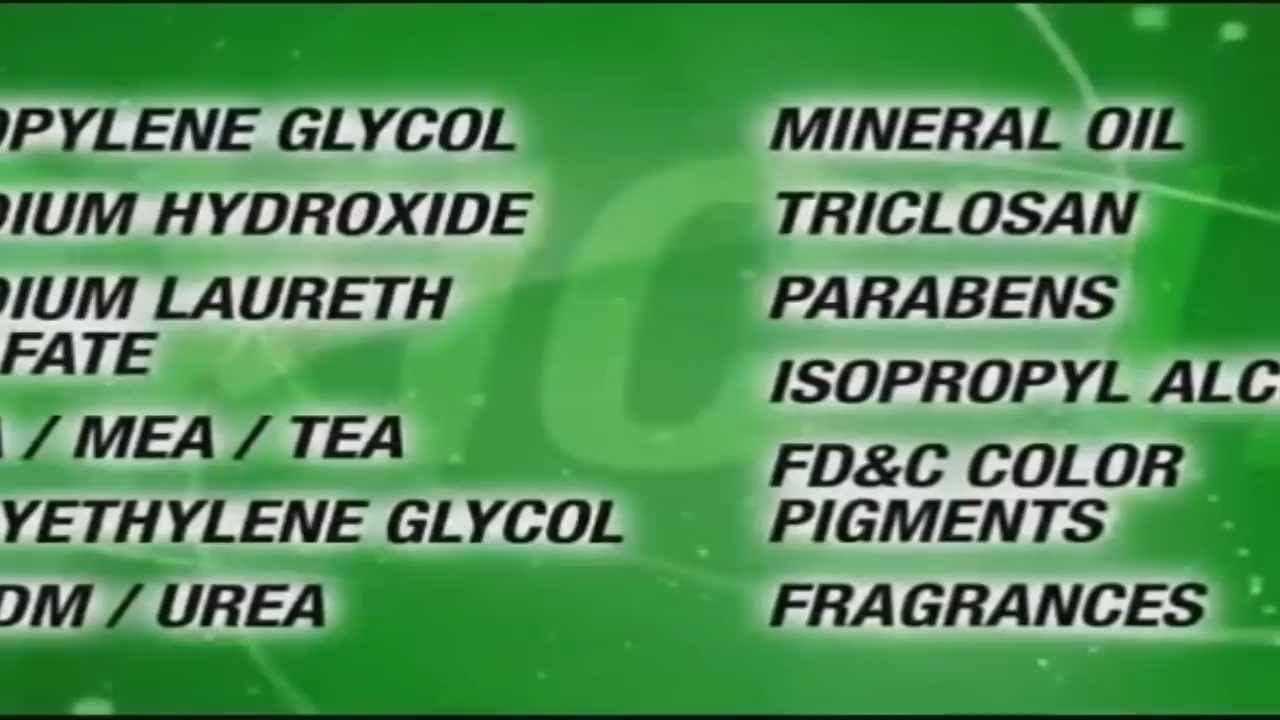 OPYLENE GLYCOL
DIUM HYDROXIDE
DIUM LAURETH
FATE
/ MEA / TEA
YETHYLENE GLYCOL
DM / UREA
MINERAL OIL
TRICLOSAN
PARABENS
ISOPROPYL ALC
FD&C COLOR
PIGMENTS
FRAGRANCES